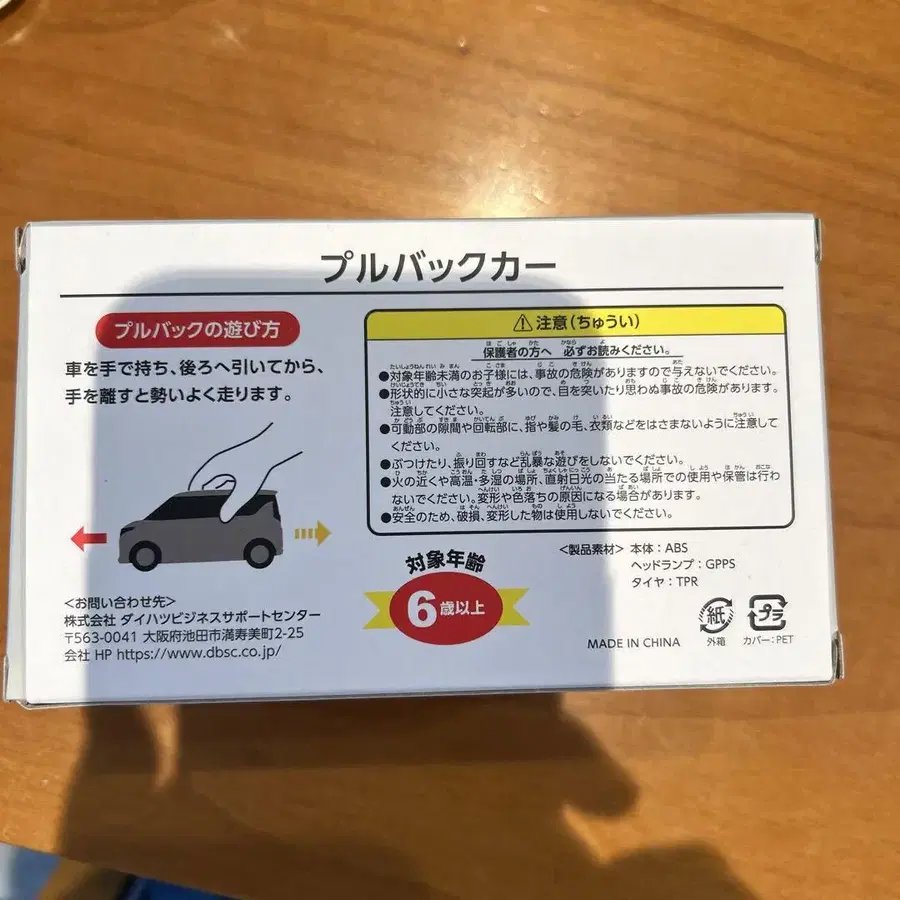 プルバックカー
プルバックの遊び方
車を手で持ち、後ろへ引いてから、
手を離すと勢いよく走ります。
<お問い合わせ先>
株式会社 ダイハツビジネスサポートセンター
〒563-0041 大阪府池田市満寿美町2-25
会社 HP https://www.dbsc.co.jp/
⚠注意(ちゅうい)
保護者の方へ 必ずお読みください。
●対象年齢未満のお子様には、事故の危険がありますので与えないでください。
●形状的に小さな突起が多いので、目を突いたり思わぬ事故の危険があります。
注意してください。
●可動部の隙間や回転部に、指や髪の毛、衣類などをはさまないように注意して
ください。
●ぶつけたり、振り回すなど乱暴な遊びをしないでください。
●火の近くや高温・多湿の場所、直射日光の当たる場所での使用や保管は行わ
ないでください。変形や色落ちの原因になる場合があります。
●安全のため、破損、変形した物は使用しないでください。
対象年齢
6歳以上
<製品素材> 本体:ABS
ヘッドランプ:GPPS
タイヤ:TPR
MADE IN CHINA
紙
外箱
プラ
カバー:PET